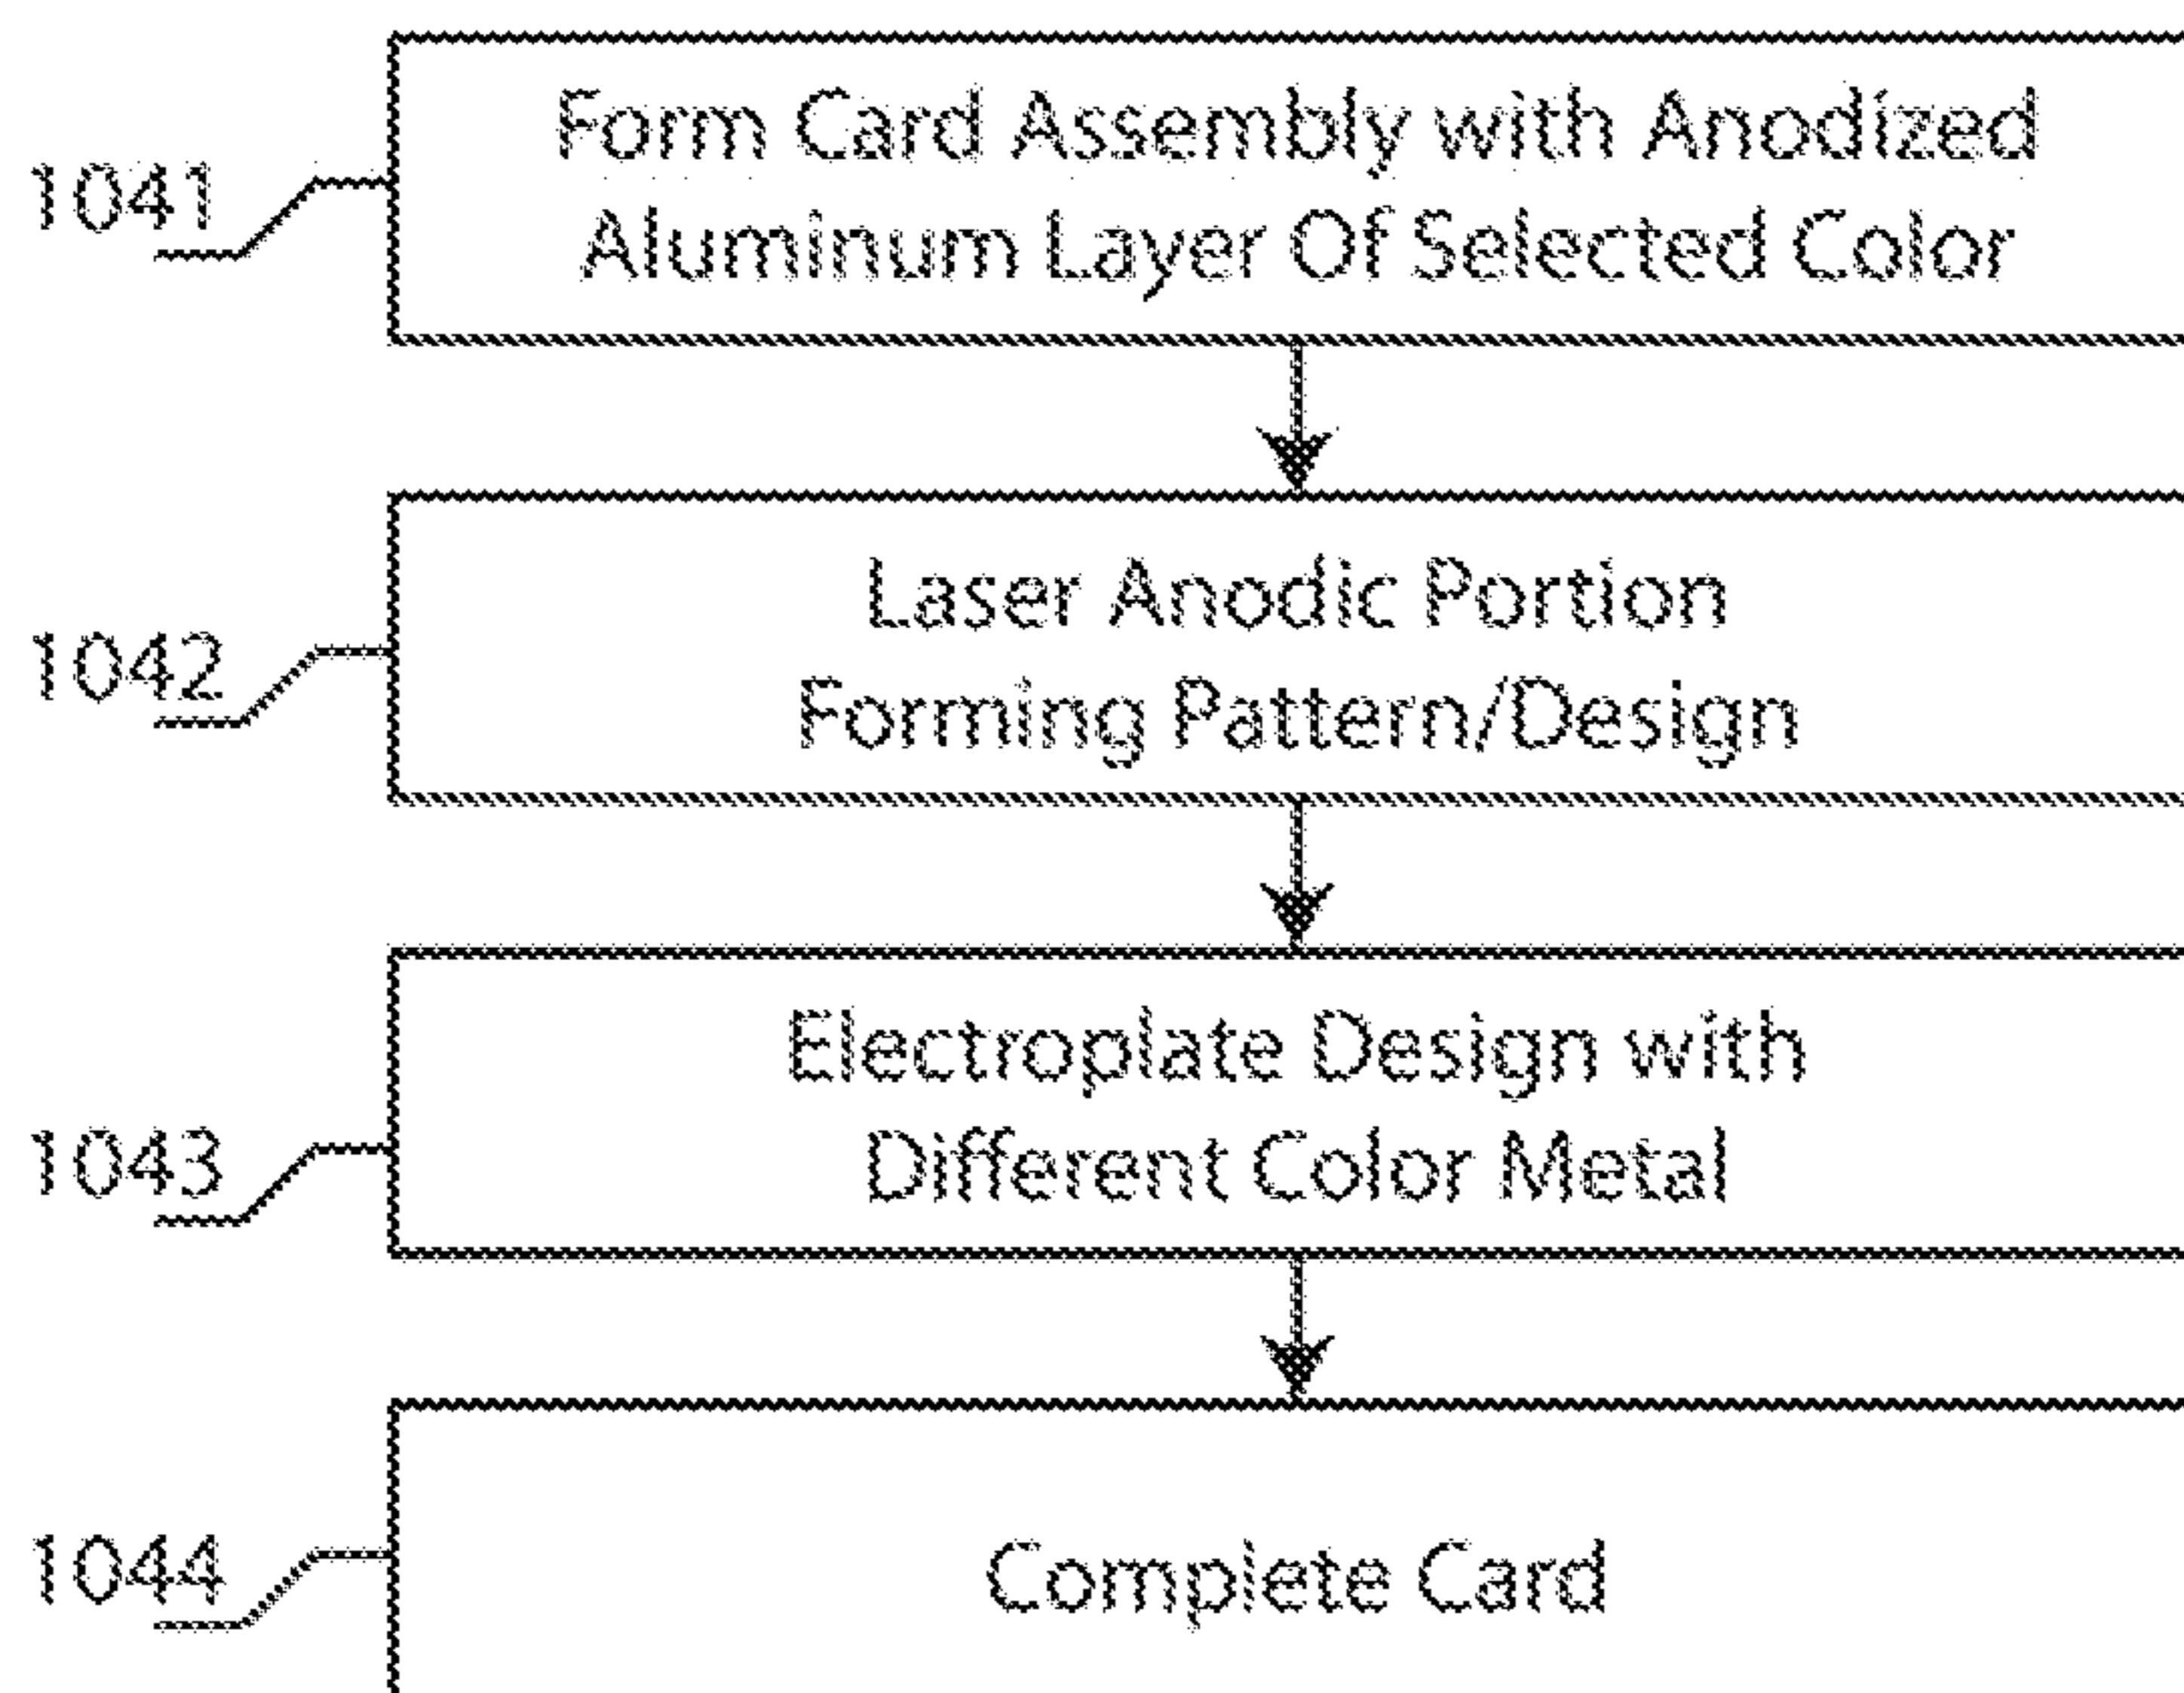 Form Card Assembly with Anodized
1041
Aluminum Layer Of Selected Color
Laser Anodic Portion
1042
Forming Pattern/Design
Electroplate Design with
1043
Different Color Metal
1044
Complete Card